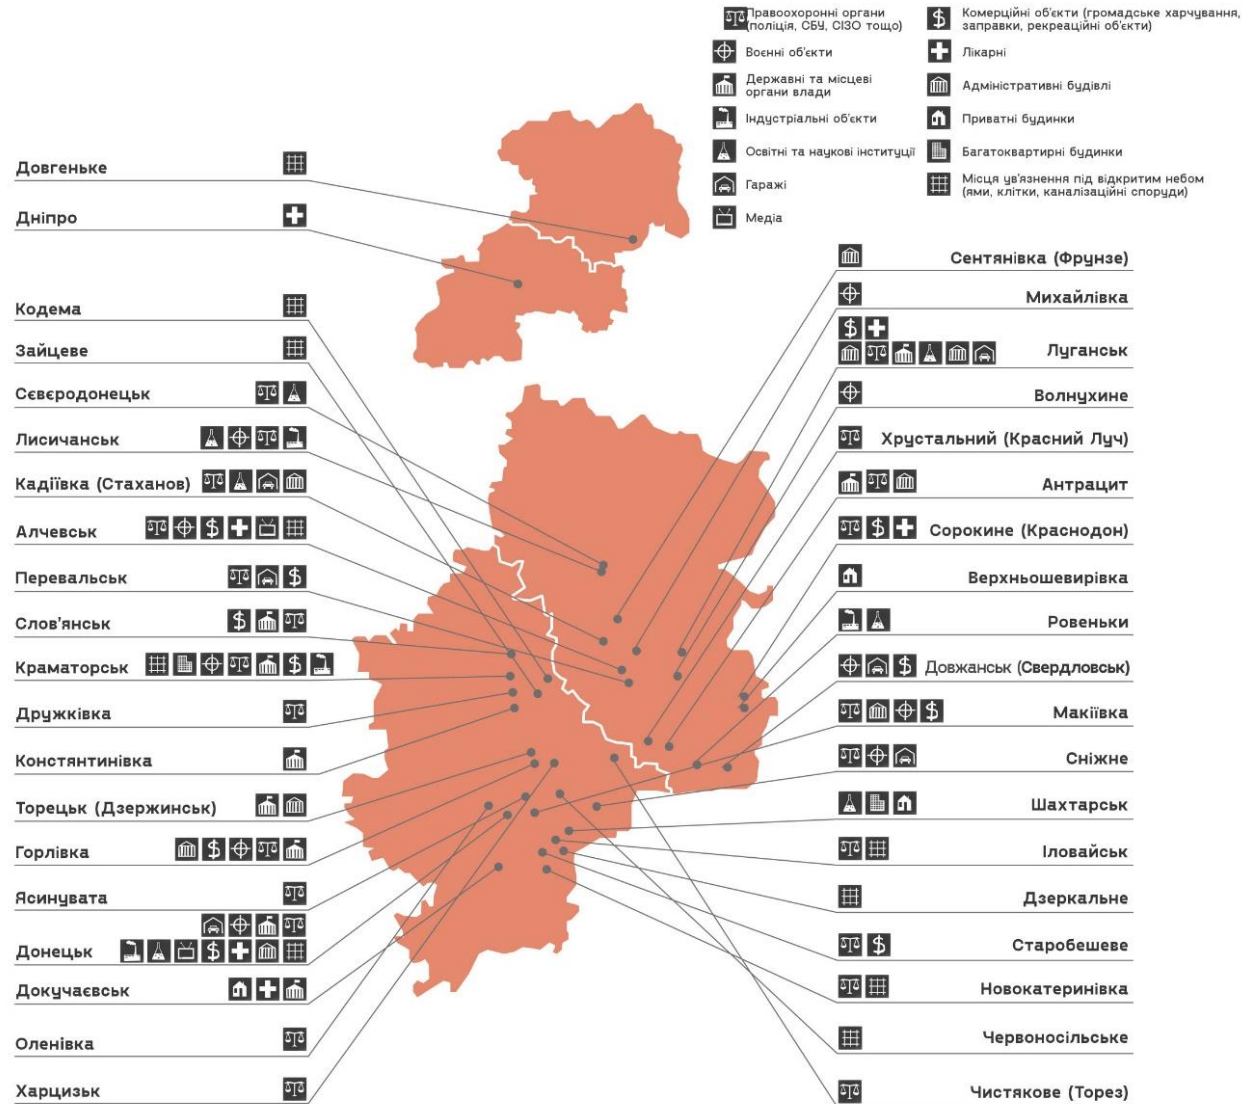 Правоохоронні органи
(поліція, СБУ, СІЗО тощо)
Воєнні об'єкти
Державні та місцеві
органи влади
Індустріальні об'єкти
Освітні та наукові інституції
Гаражі
Медіа
Комерційні об'єкти (громадське харчування,
заправки, рекреаційні об'єкти)
Лікарні
Адміністративні будівлі
Приватні будинки
Багатоквартирні будинки
Місця ув'язнення під відкритим небом
(ями, клітки, каналізаційні споруди)
Довгеньке
Дніпро
Кодема
Зайцеве
Сєвєродонецьк
Лисичанськ
Кадіївка (Стаханов)
Алчевськ
Перевальськ
Слов'янськ
Краматорськ
Дружківка
Констянтинівка
Торецьк (Дзержинськ)
Горлівка
Ясинувата
Донецьк
Докучаєвськ
Оленівка
Харцизьк
Сентянівка (Фрунзе)
Михайлівка
Луганськ
Волнухине
Хрустальний (Красний Луч)
Антрацит
Сорокине (Краснодон)
Верхньошевирівка
Ровеньки
Довжанськ (Свердловськ)
Макіївка
Сніжне
Шахтарськ
Іловайськ
Дзеркальне
Старобешеве
Новокатеринівка
Червоносільське
Чистякове (Торез)